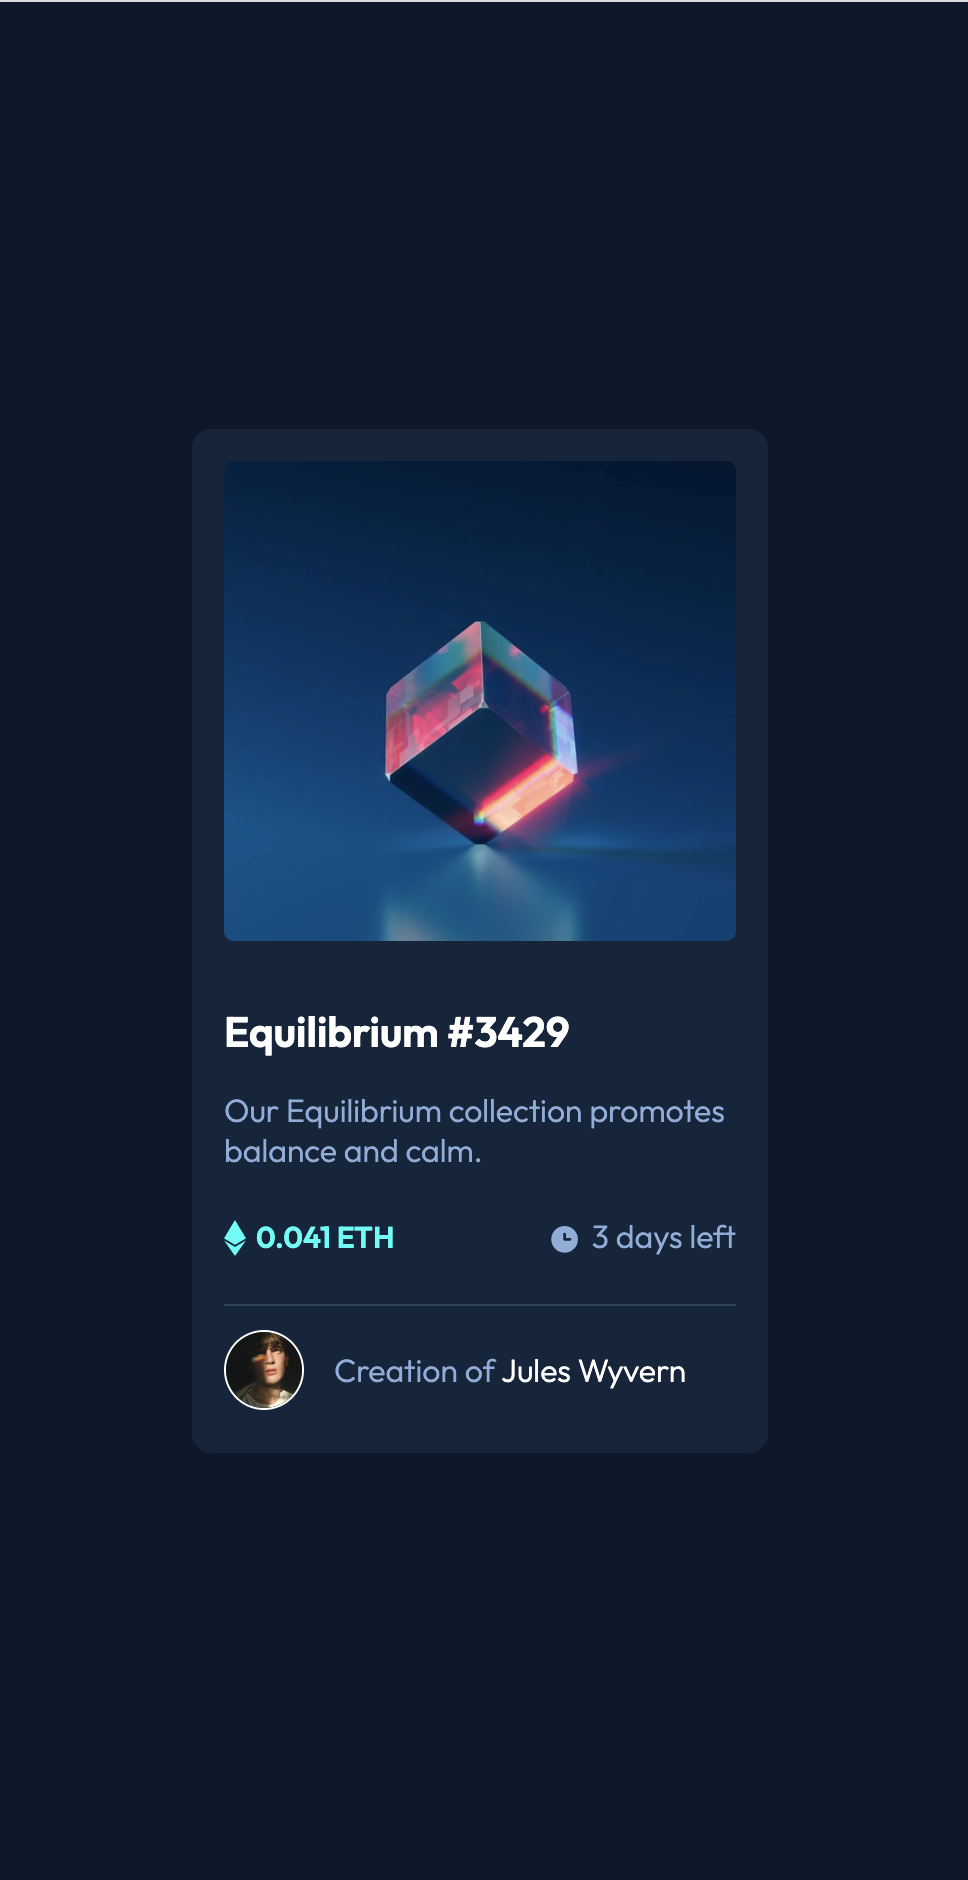 Equilibrium #3429
Our Equilibrium collection promotes
balance and calm.
0.041 ETH
3 days left
Creation of Jules Wyvern